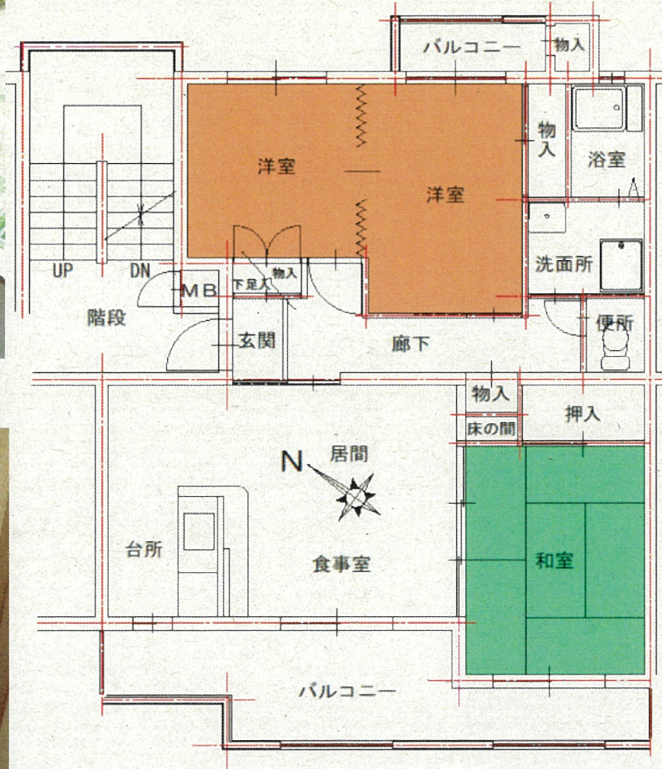 バルコニー
物入
洋室
洋室
物入
浴室
洗面所
UP
DN
MB
下足入
物入
階段
玄関
廊下
便所
物入
床の間
押入
N
居間
台所
食事室
和室
バルコニー